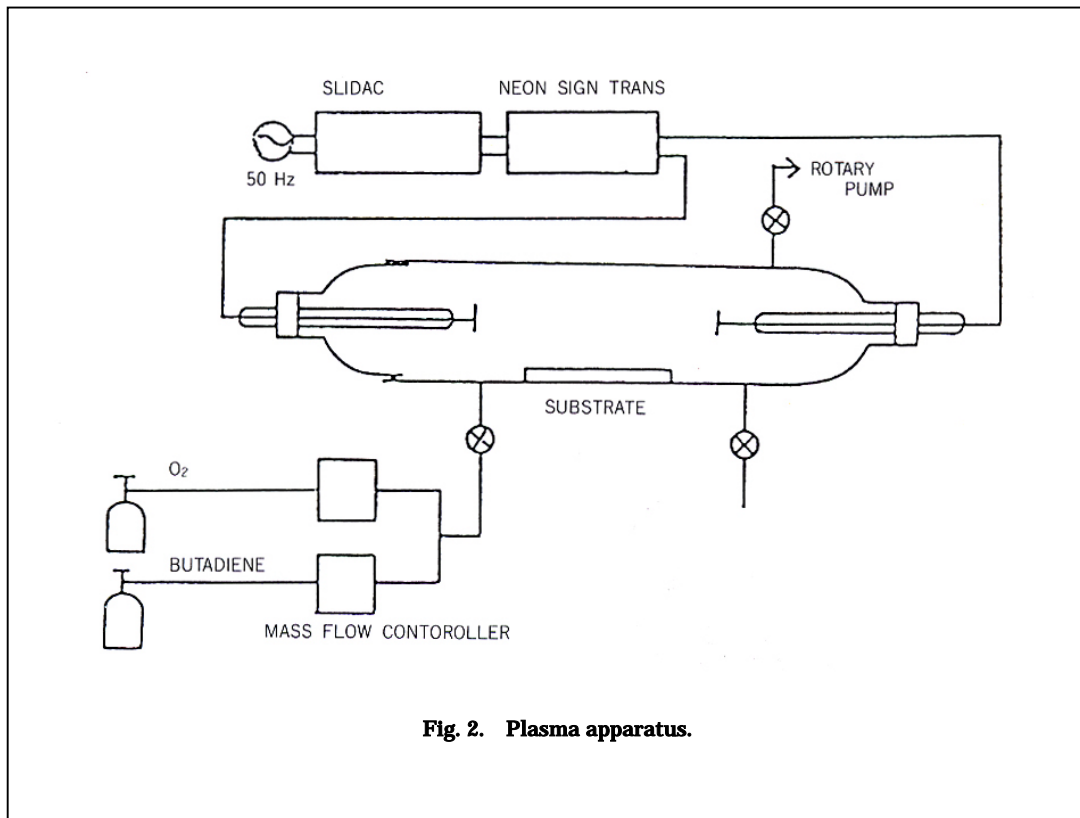 SLIDAC
NEON SIGN TRANS
50 Hz
ROTARY
PUMP
SUBSTRATE
O₂
BUTADIENE
MASS FLOW CONTOROLLER
Fig. 2. Plasma apparatus.